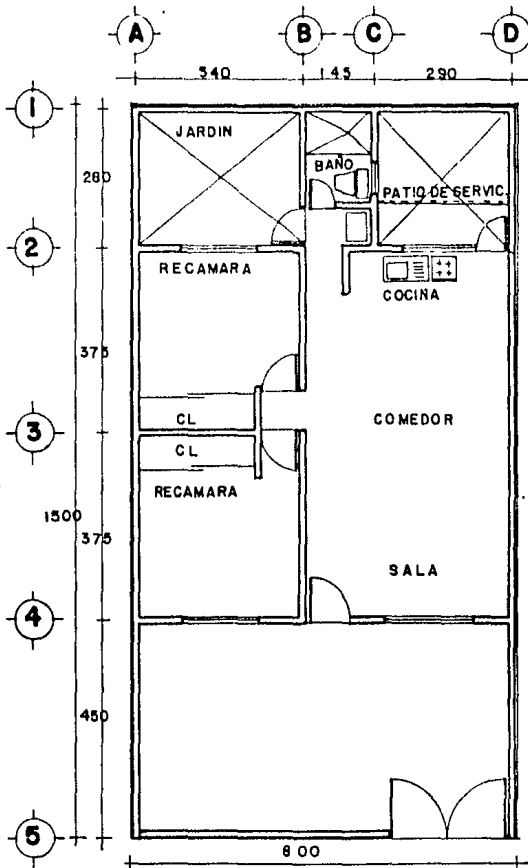 A B C D
340 145 290
1
JARDIN
BAÑO
280
PATIO DE SERVIC.
2
RECAMARA
COCINA
375
CL
COMEDOR
3
CL
RECAMARA
1500
375
SALA
4
450
5
800